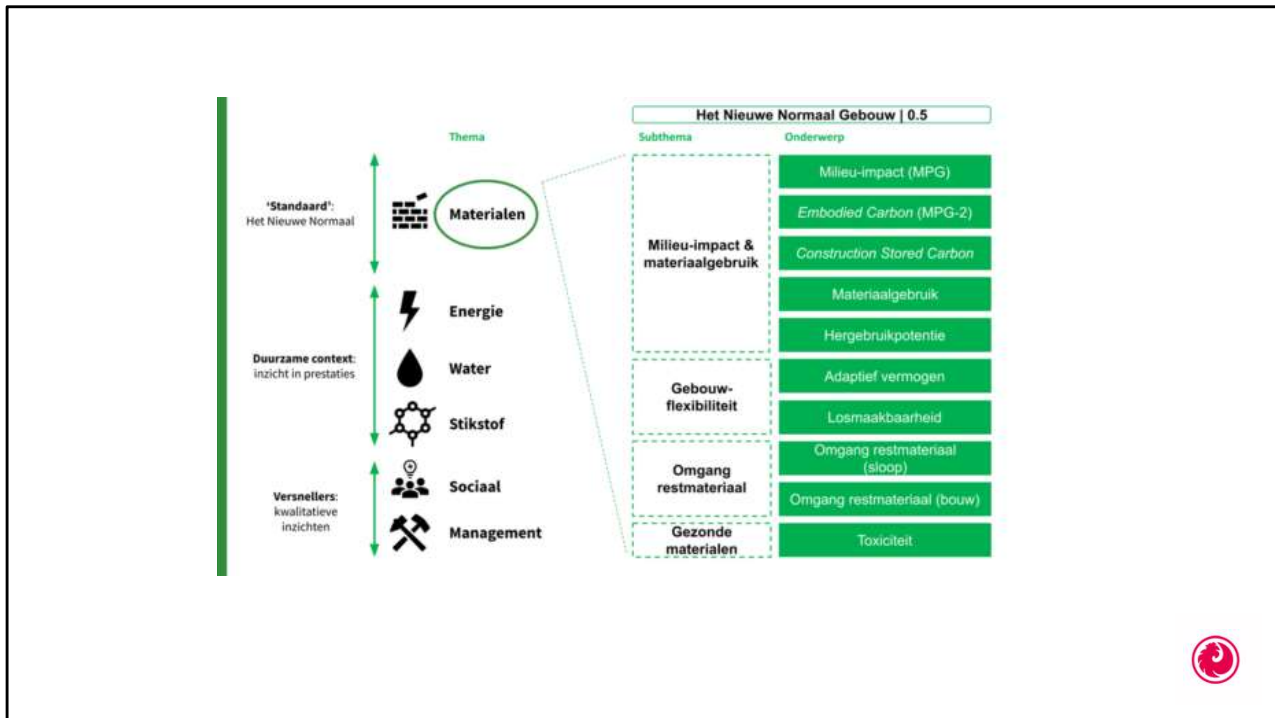 Het Nieuwe Normaal Gebouw | 0.5
Thema
Subthema
Onderwerp
'Standaard':
Het Nieuwe Normaal
Materialen
Duurzame context:
inzicht in prestaties
Energie
Water
Stikstof
Versnellers:
kwalitatieve
inzichten
Sociaal
Management
Milieu-impact &
materiaalgebruik
Milieu-impact (MPG)
Embodied Carbon (MPG-2)
Construction Stored Carbon
Materiaalgebruik
Hergebruikpotentie
Gebouw-
flexibiliteit
Adaptief vermogen
Losmaakbaarheid
Omgang
restmateriaal
Omgang restmateriaal
(sloop)
Omgang restmateriaal (bouw)
Gezonde
materialen
Toxiciteit